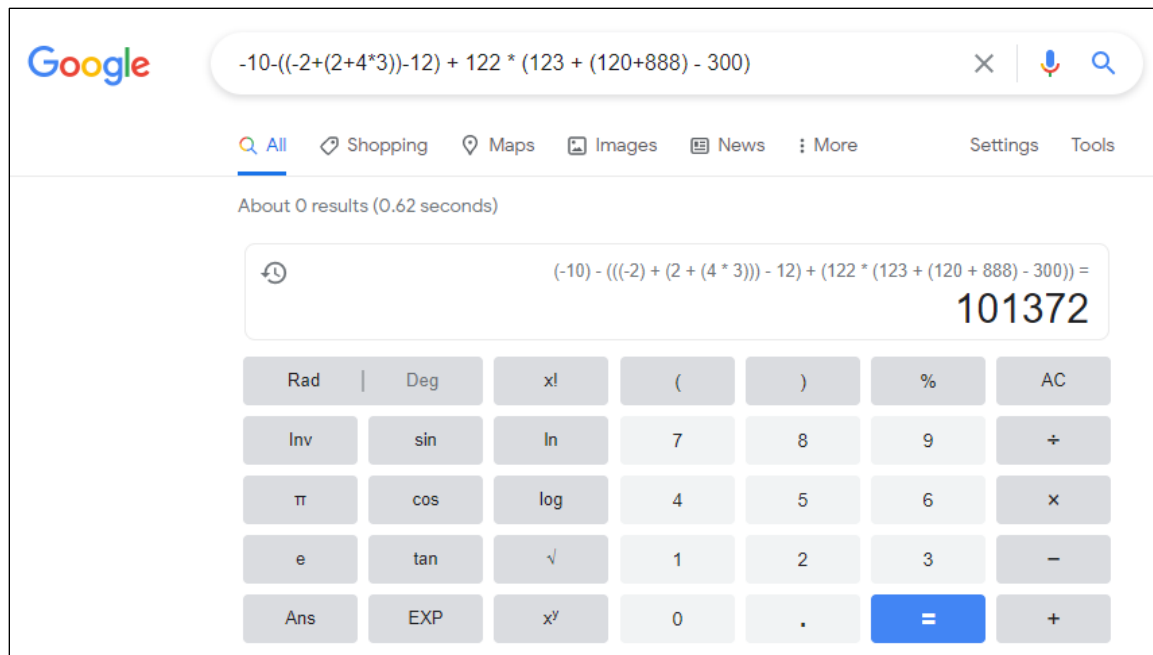 Google
-10-((-2+(2+4*3))-12) + 122 * (123 + (120+888) - 300)
All Shopping Maps Images News More Settings Tools
About 0 results (0.62 seconds)
(-10) - (((-2) + (2 + (4 * 3))) - 12) + (122 * (123 + (120 + 888) - 300)) =
101372
Rad | Deg x! ( ) % AC
Inv sin ln 7 8 9 ÷
π cos log 4 5 6 ×
e tan √ 1 2 3 −
Ans EXP xʸ 0 . = +